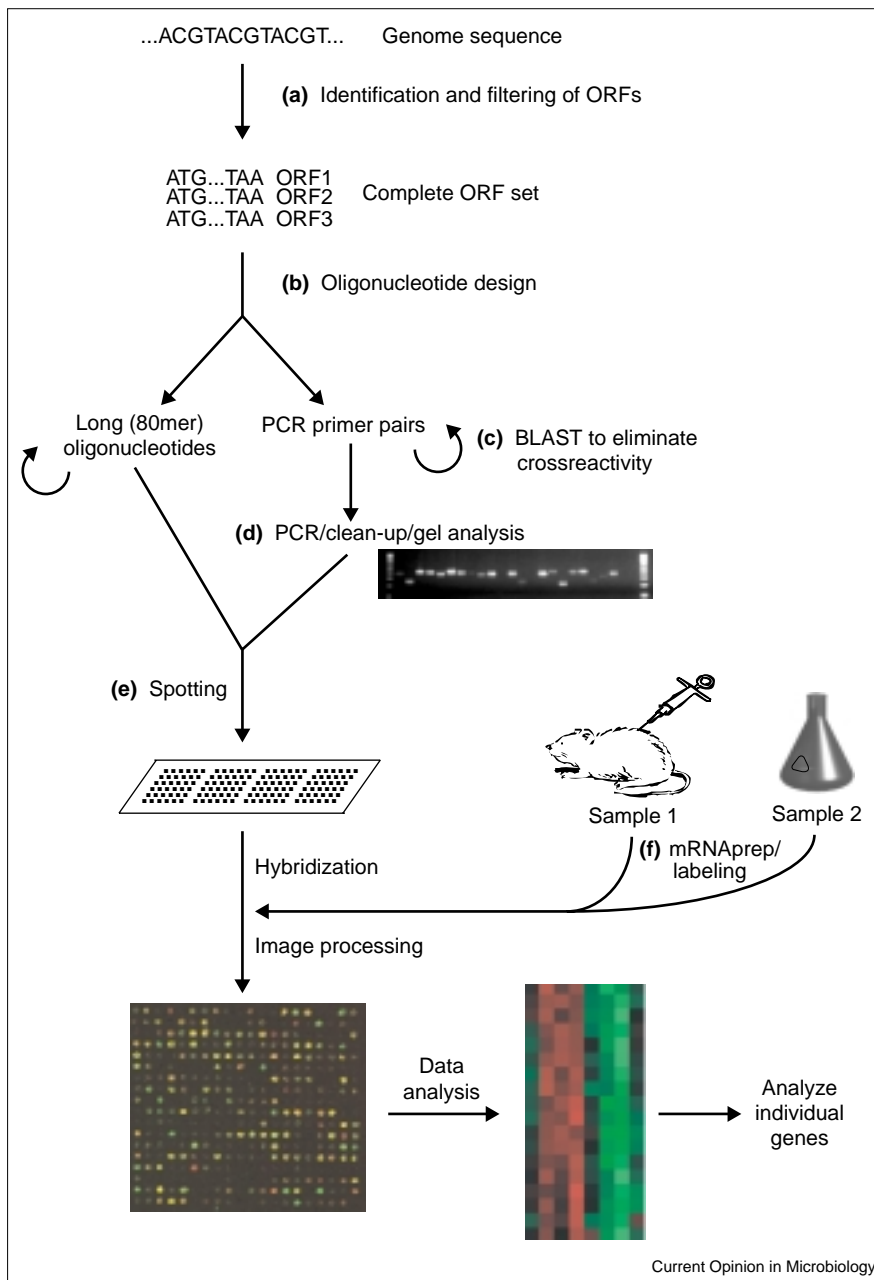 ...ACGTACGTACGT... Genome sequence
(a) Identification and filtering of ORFs
ATG...TAA ORF1
ATG...TAA ORF2
ATG...TAA ORF3
Complete ORF set
(b) Oligonucleotide design
Long (80mer)
oligonucleotides
PCR primer pairs
(c) BLAST to eliminate
crossreactivity
(d) PCR/clean-up/gel analysis
(e) Spotting
Sample 1
Sample 2
(f) mRNAprep/
labeling
Hybridization
Image processing
Data
analysis
Analyze
individual
genes
Current Opinion in Microbiology